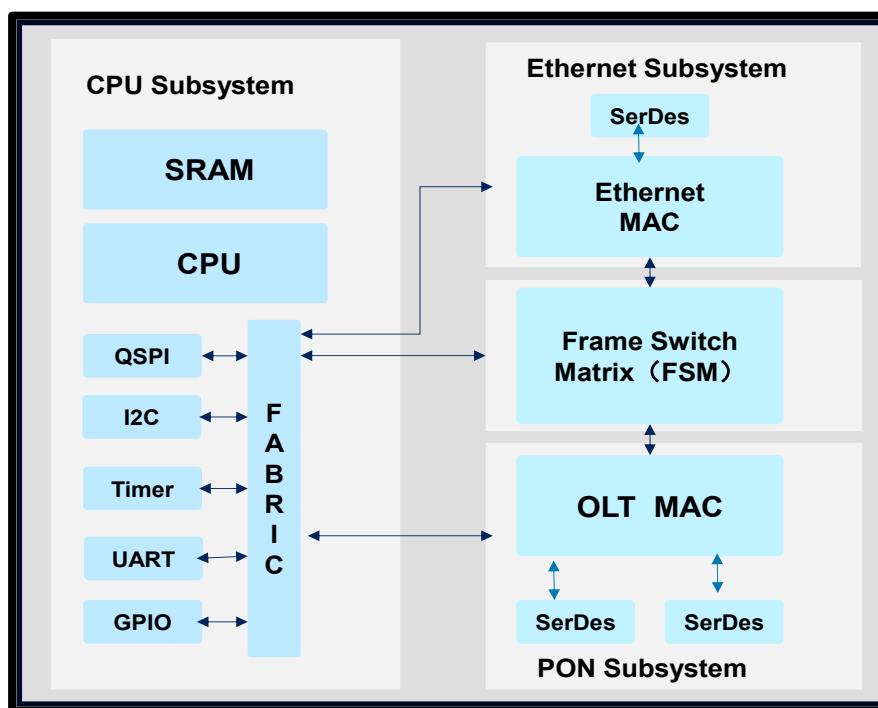 CPU Subsystem
SRAM
CPU
QSPI
I2C
Timer
UART
GPIO
F
A
B
R
I
C
Ethernet Subsystem
SerDes
Ethernet
MAC
Frame Switch
Matrix（FSM）
OLT MAC
SerDes
SerDes
PON Subsystem